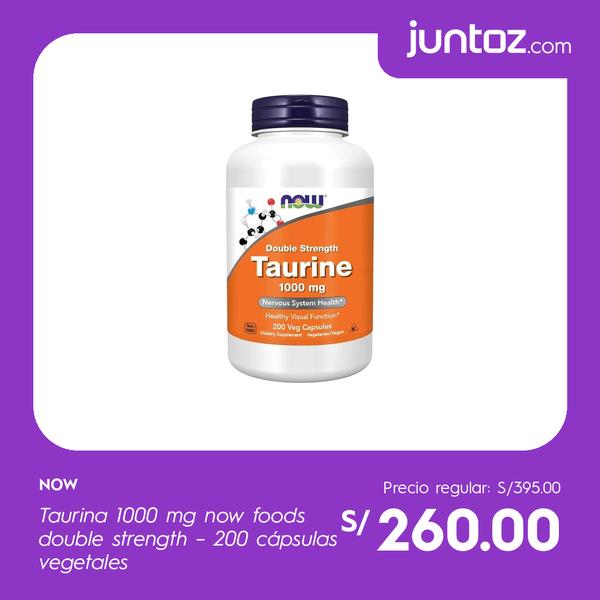 juntoz.com
NOW
Double Strength
Taurine
1000 mg
Nervous System Health*
Healthy Visual Function*
200 Veg Capsules
Dietary Supplement Vegetarian/Vegan
NON GMO
K
NOW
Precio regular: S/395.00
Taurina 1000 mg now foods
double strength - 200 cápsulas
vegetales
S/ 260.00